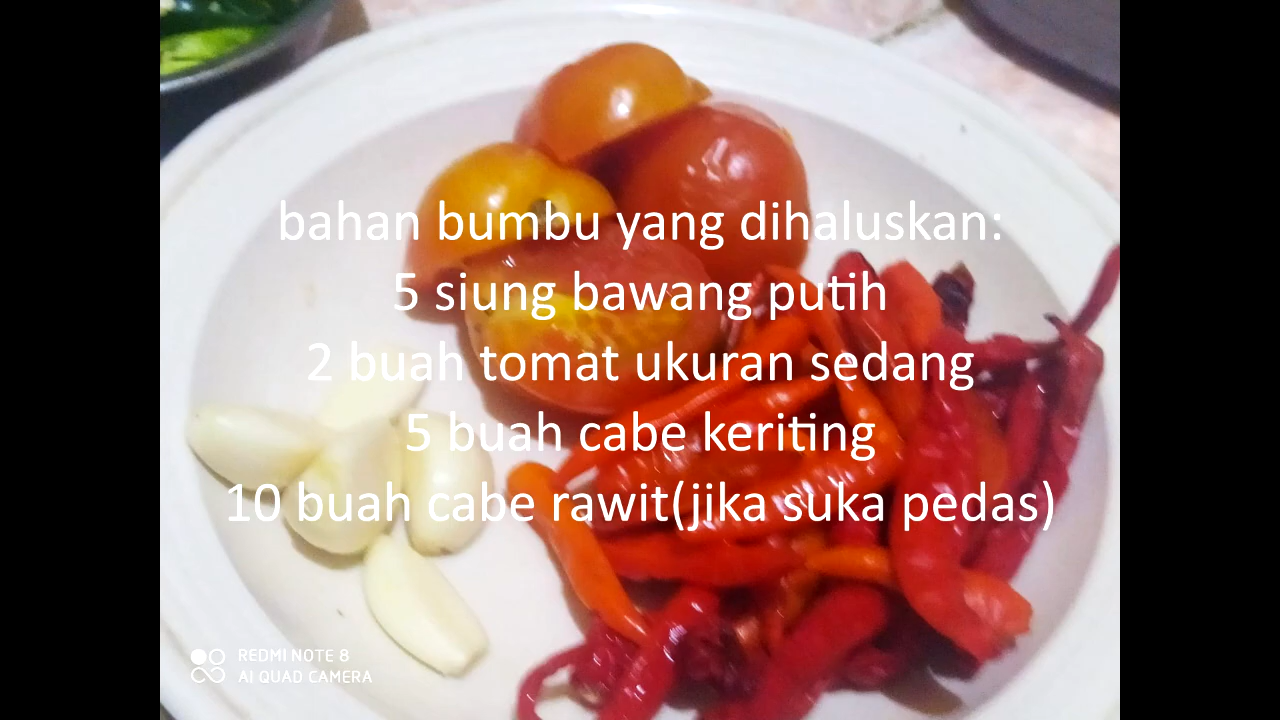 bahan bumbu yang dihaluskan:
5 siung bawang putih
2 buah tomat ukuran sedang
5 buah cabe keriting
10 buah cabe rawit(jika suka pedas)
REDMI NOTE 8
AI QUAD CAMERA